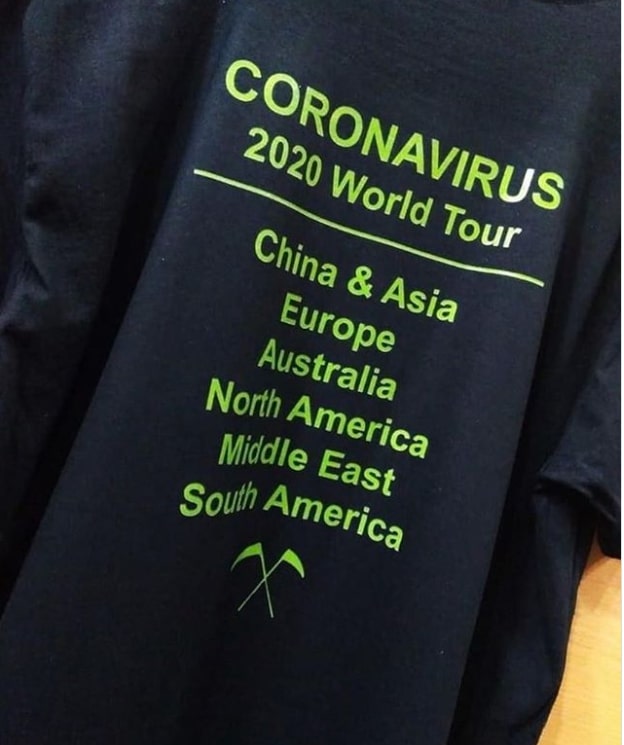 CORONAVIRUS
2020 World Tour
China & Asia
Europe
Australia
North America
Middle East
South America